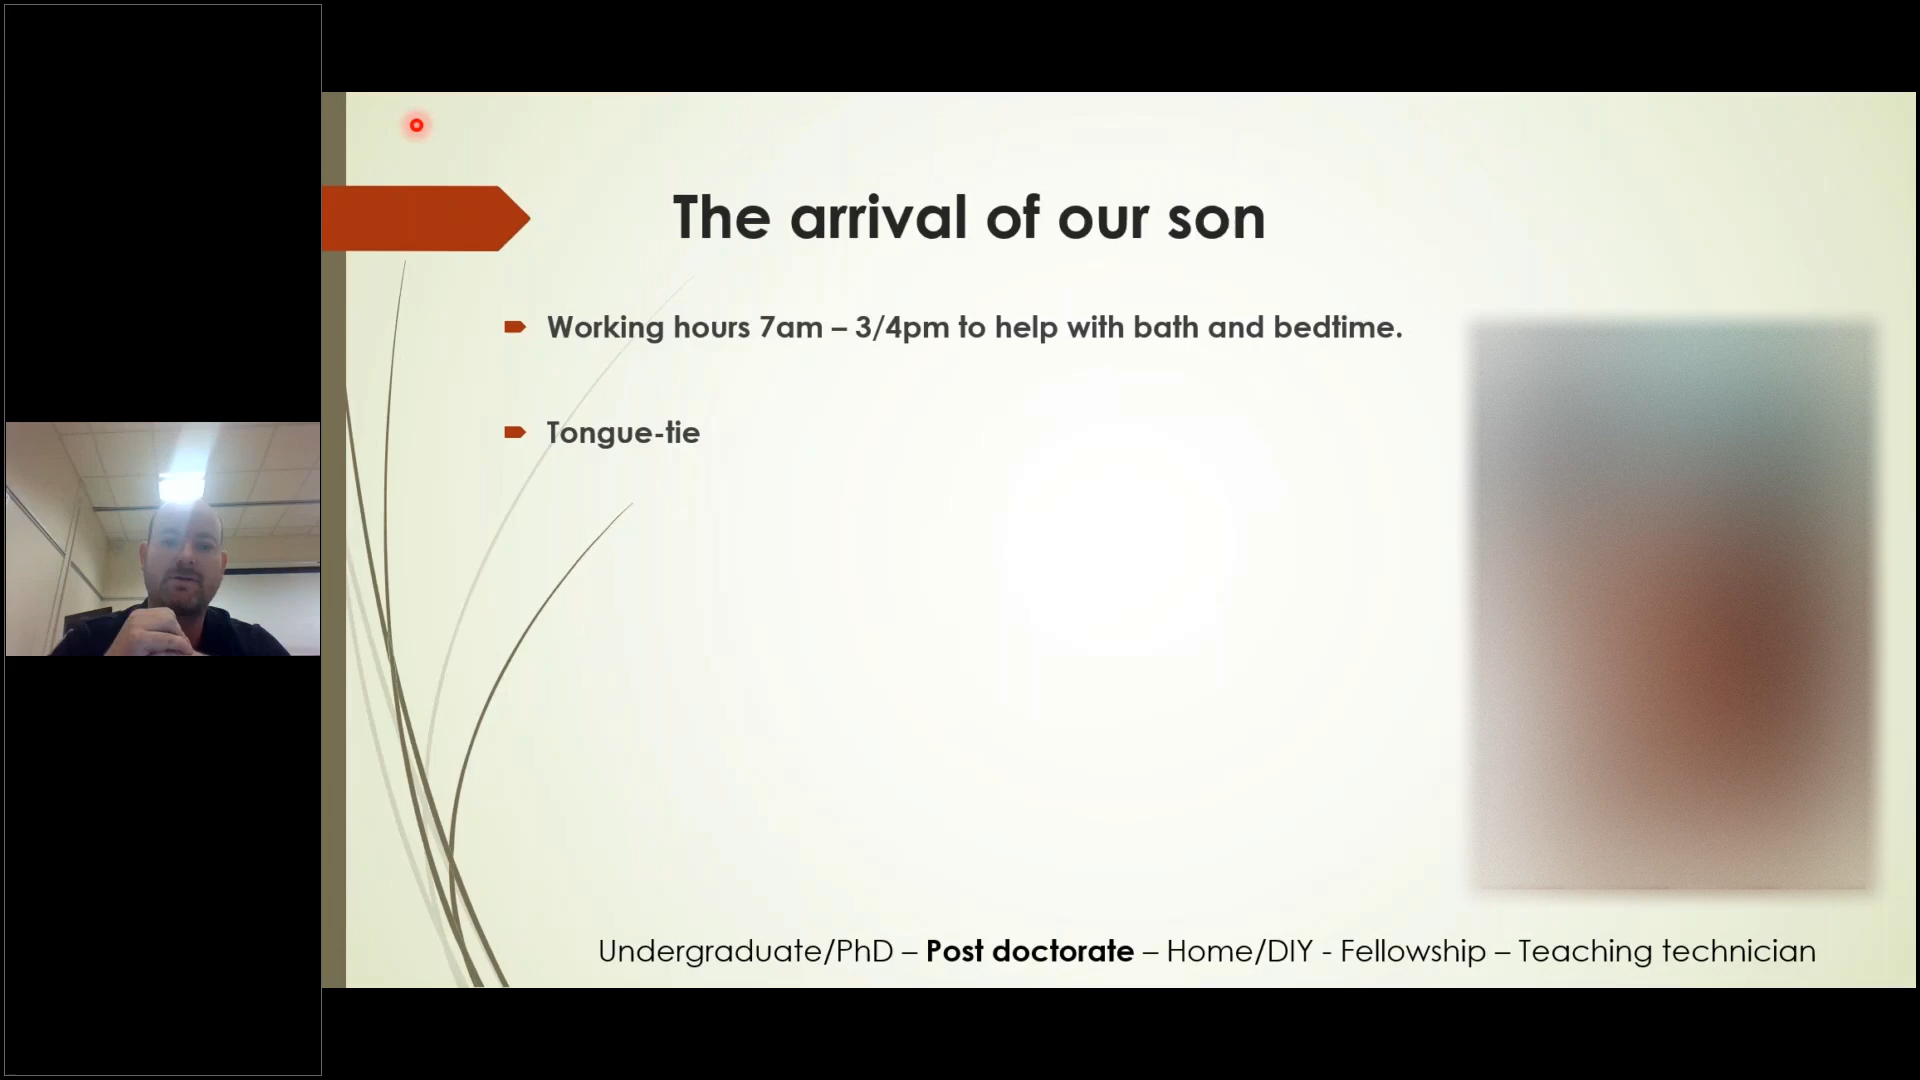 The arrival of our son
Working hours 7am – 3/4pm to help with bath and bedtime.
Tongue-tie
Undergraduate/PhD – Post doctorate – Home/DIY - Fellowship – Teaching technician